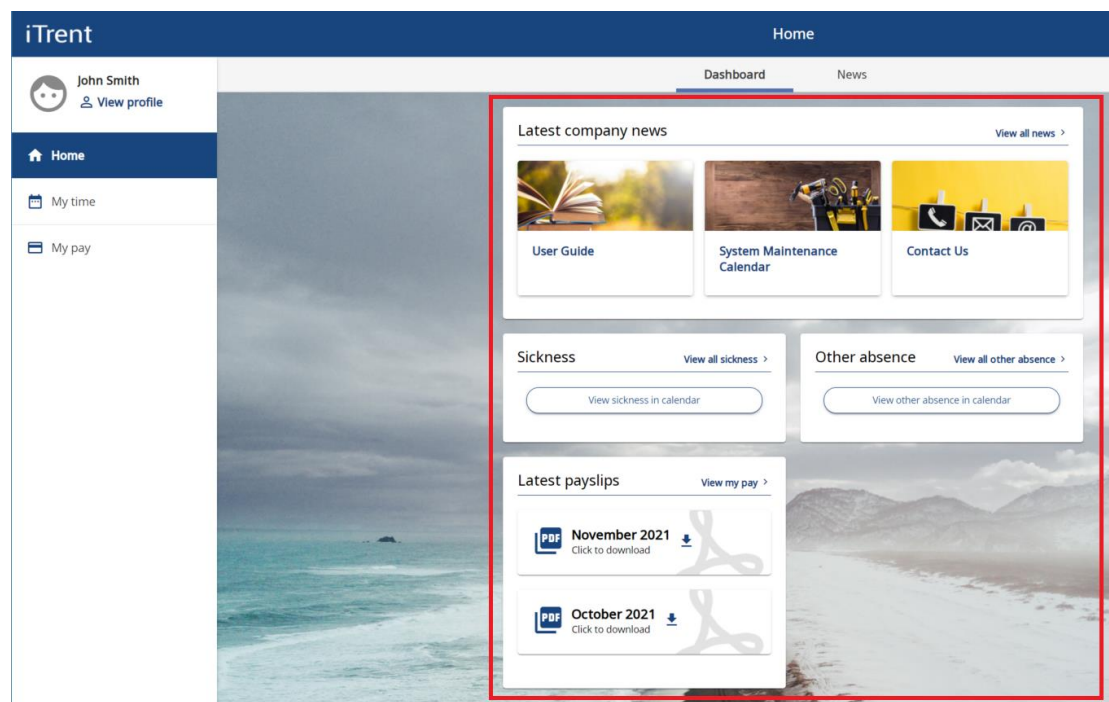 iTrent
Home
John Smith
View profile
Dashboard
News
Home
My time
My pay
Latest company news
View all news >
User Guide
System Maintenance
Calendar
Contact Us
@
Sickness
View all sickness >
View sickness in calendar
Other absence
View all other absence >
View other absence in calendar
Latest payslips
View my pay >
PDF
November 2021
Click to download
PDF
October 2021
Click to download